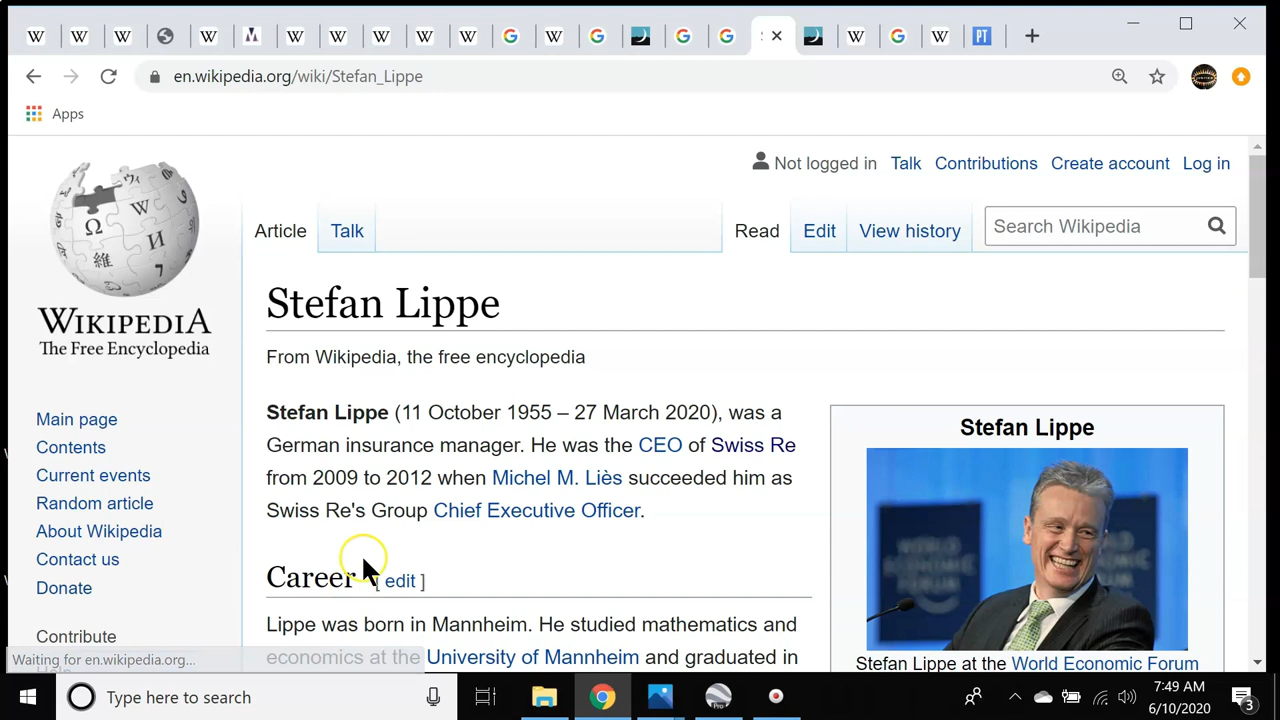 en.wikipedia.org/wiki/Stefan_Lippe
Apps
Not logged in Talk Contributions Create account Log in
Article Talk Read Edit View history Search Wikipedia
WIKIPEDIA
The Free Encyclopedia
Main page
Contents
Current events
Random article
About Wikipedia
Contact us
Donate
Contribute
Stefan Lippe
From Wikipedia, the free encyclopedia
Stefan Lippe (11 October 1955 – 27 March 2020), was a
German insurance manager. He was the CEO of Swiss Re
from 2009 to 2012 when Michel M. Liès succeeded him as
Swiss Re's Group Chief Executive Officer.
Career [ edit ]
Lippe was born in Mannheim. He studied mathematics and
economics at the University of Mannheim and graduated in
Stefan Lippe
WORLD ECONOMIC FORUM
Stefan Lippe at the World Economic Forum
Waiting for en.wikipedia.org...
Type here to search
7:49 AM
6/10/2020
3